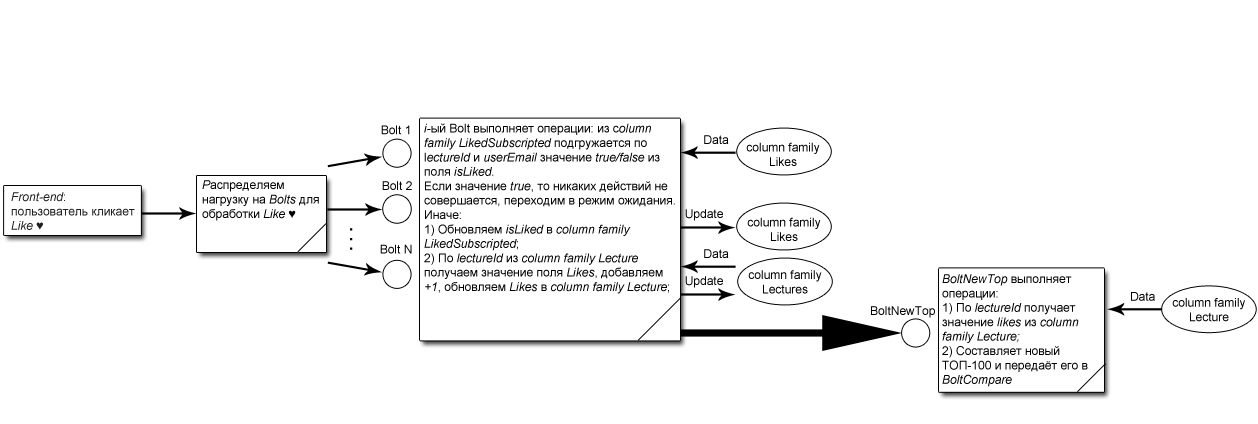 Front-end:
пользователь кликает
Like ♥
Распределяем
нагрузку на Bolts для
обработки Like ♥
Bolt 1
Bolt 2
Bolt N
i-ый Bolt выполняет операции: из column
family LikedSubscripted подгружается по
lectureId и userEmail значение true/false из
поля isLiked.
Если значение true, то никаких действий не
совершается, переходим в режим ожидания.
Иначе:
1) Обновляем isLiked в column family
LikedSubscripted;
2) По lectureId из column family Lecture
получаем значение поля Likes, добавляем
+1, обновляем Likes в column family Lecture;
Data
column family
Likes
Update
column family
Likes
Data
Update
column family
Lectures
BoltNewTop
BoltNewTop выполняет
операции:
1) По lectureId получает
значение likes из column
family Lecture;
2) Составляет новый
ТОП-100 и передаёт его в
BoltCompare
Data
column family
Lecture